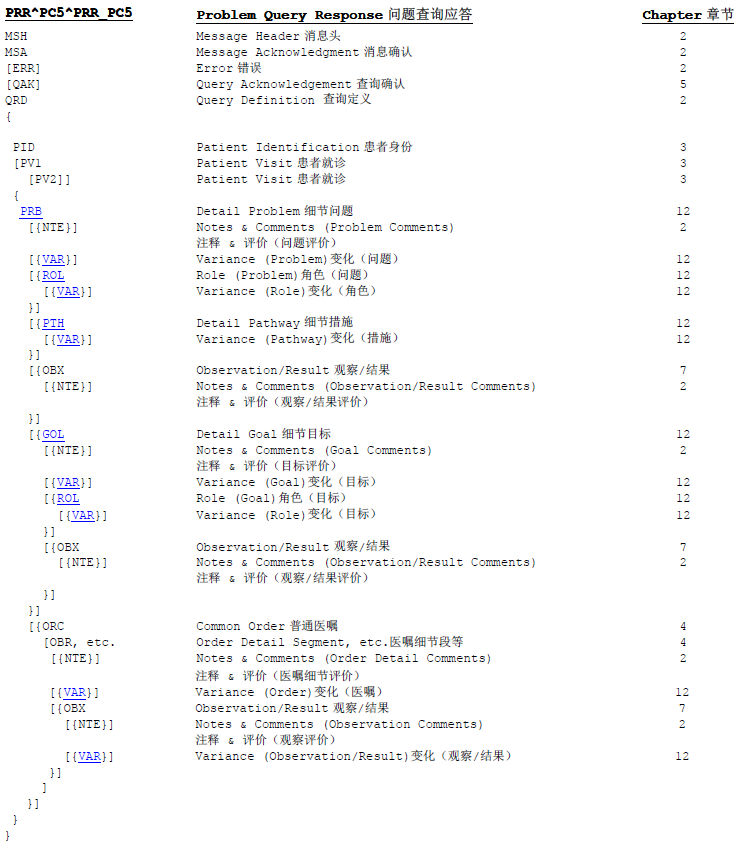 PRR^PC5^PRR_PC5 Problem Query Response 问题查询应答 Chapter 章节
MSH Message Header 消息头 2
MSA Message Acknowledgment 消息确认 2
[ERR] Error 错误 2
[QAK] Query Acknowledgement 查询确认 5
QRD Query Definition 查询定义 2
{
PID Patient Identification 患者身份 3
[PV1 Patient Visit 患者就诊 3
[PV2]] Patient Visit 患者就诊 3
{
PRB Detail Problem 细节问题 12
[{NTE}] Notes & Comments (Problem Comments) 2
注释 & 评价（问题评价）
[{VAR}] Variance (Problem)变化（问题） 12
[{ROL Role (Problem)角色（问题） 12
[{VAR}] Variance (Role)变化（角色） 12
}]
[{PTH Detail Pathway 细节措施 12
[{VAR}] Variance (Pathway)变化（措施） 12
}]
[{OBX Observation/Result 观察/结果 7
[{NTE}] Notes & Comments (Observation/Result Comments) 2
注释 & 评价（观察/结果评价）
}]
[{GOL Detail Goal 细节目标 12
[{NTE}] Notes & Comments (Goal Comments) 2
注释 & 评价（目标评价）
[{VAR}] Variance (Goal)变化（目标） 12
[{ROL Role (Goal)角色（目标） 12
[{VAR}] Variance (Role)变化（目标） 12
}]
[{OBX Observation/Result 观察/结果 7
[{NTE}] Notes & Comments (Observation/Result Comments) 2
注释 & 评价（观察/结果评价）
}]
}]
[{ORC Common Order 普通医嘱 4
[OBR, etc. Order Detail Segment, etc.医嘱细节段等 4
[{NTE}] Notes & Comments (Order Detail Comments) 2
注释 & 评价（医嘱细节评价）
[{VAR}] Variance (Order)变化（医嘱） 12
[{OBX Observation/Result 观察/结果 7
[{NTE}] Notes & Comments (Observation Comments) 2
注释 & 评价（观察评价）
[{VAR}] Variance (Observation/Result)变化（观察/结果） 12
}]
]
}]
}
}